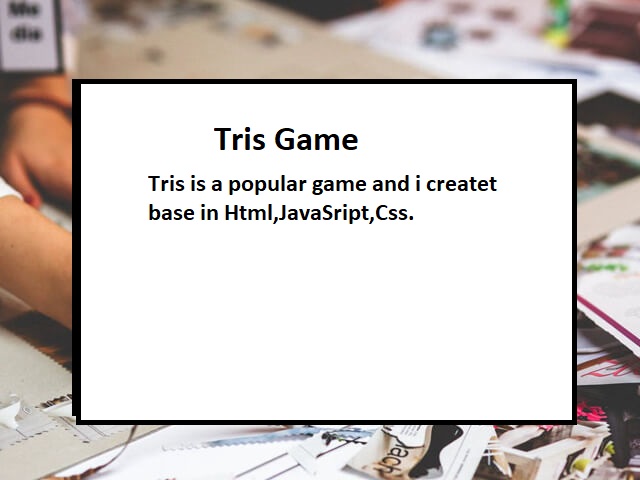 Me
dia
Tris Game
Tris is a popular game and i createt
base in Html,JavaSript,Css.